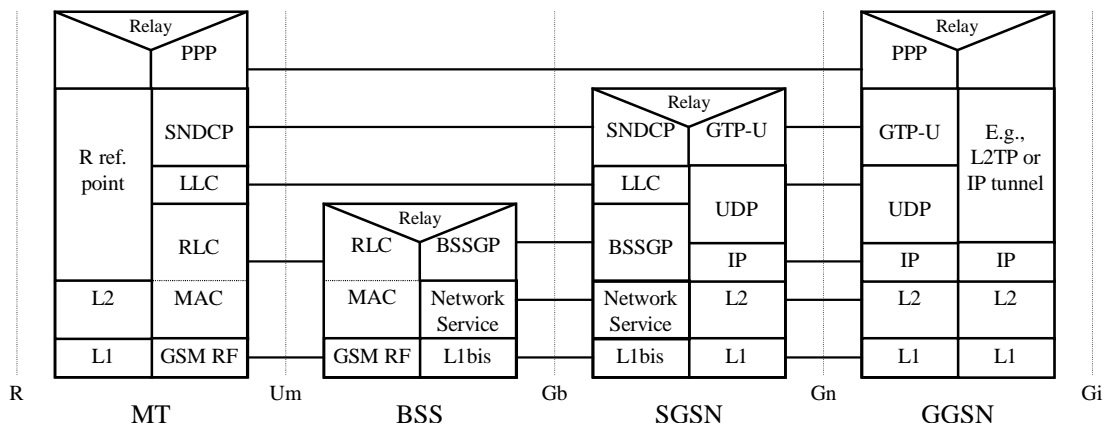 Relay
PPP
Relay
PPP
Relay
SNDCP
SNDCP
GTP-U
GTP-U
E.g.,
L2TP or
IP tunnel
R ref.
point
LLC
LLC
UDP
UDP
Relay
RLC
RLC
BSSGP
BSSGP
IP
IP
IP
L2
MAC
MAC
Network
Service
Network
Service
L2
L2
L2
L1
GSM RF
GSM RF
L1bis
L1bis
L1
L1
L1
R
Um
Gb
Gn
Gi
MT
BSS
SGSN
GGSN